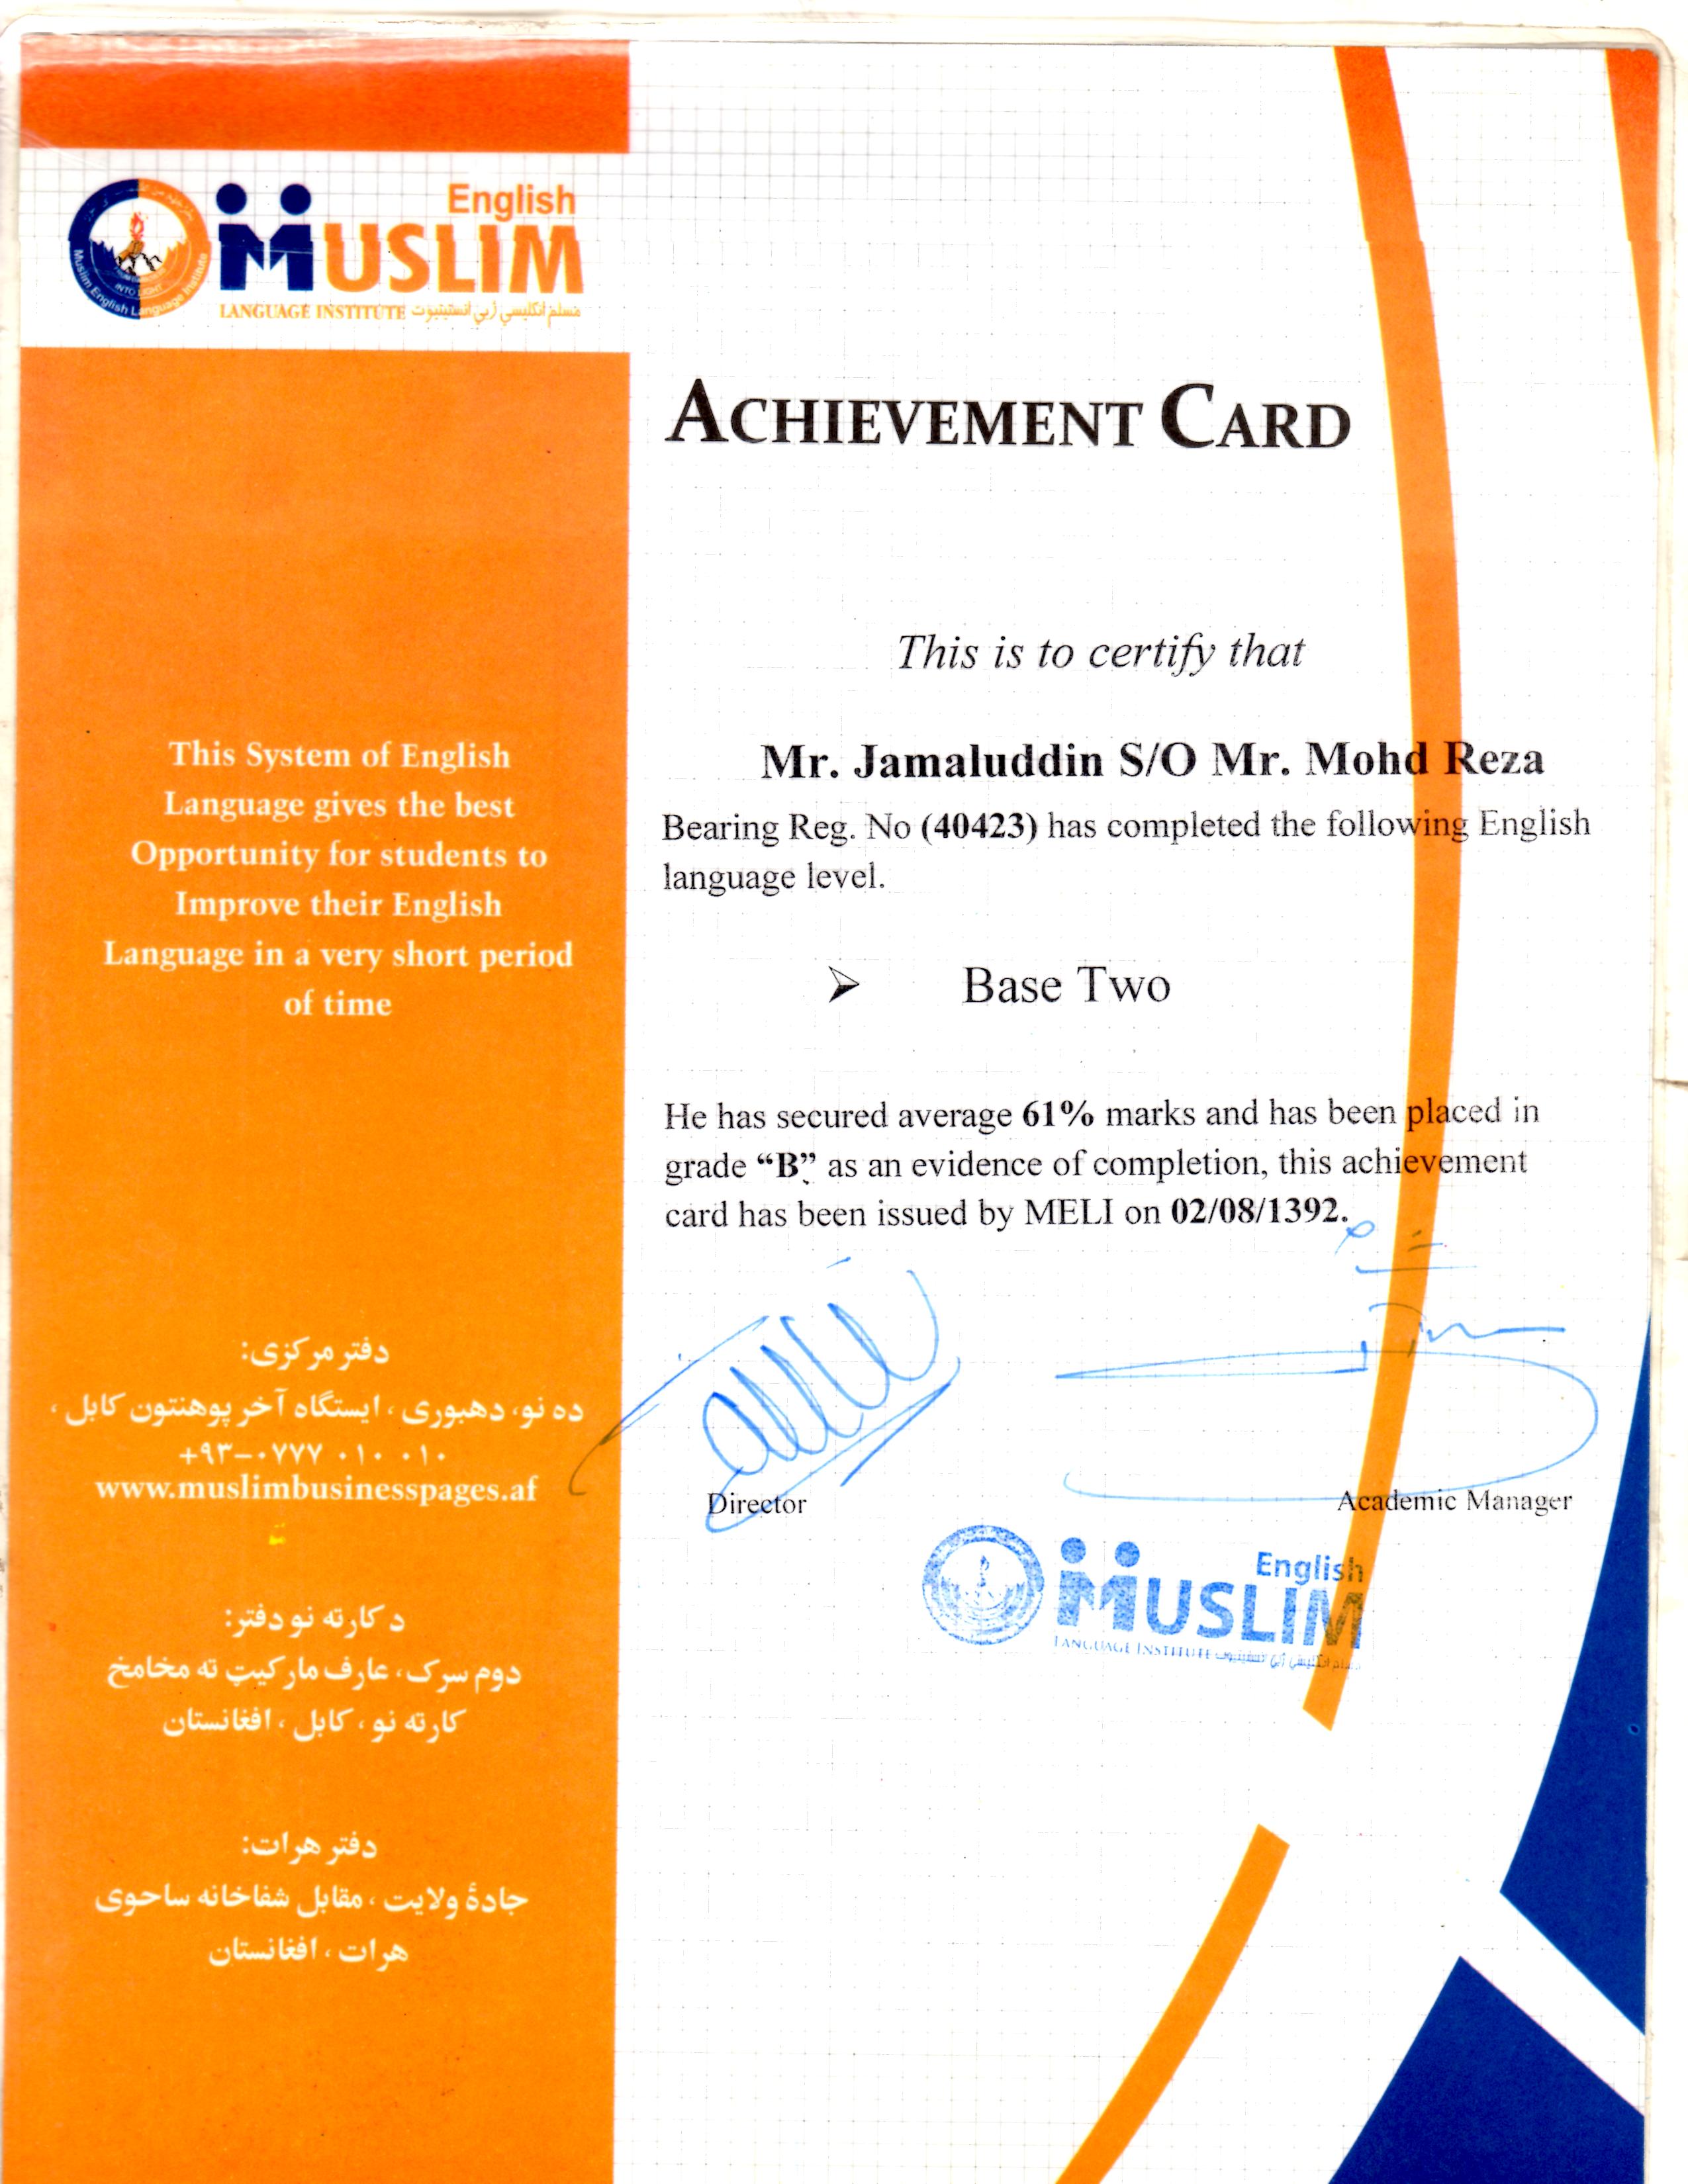 English
MUSLIM
LANGUAGE INSTITUTE مسلم انگليسي ژبي انستيتيوت
Muslim English Language Institute
INTO LIGHT
ACHIEVEMENT CARD
This is to certify that
Mr. Jamaluddin S/O Mr. Mohd Reza
Bearing Reg. No (40423) has completed the following English
language level.
➢ Base Two
He has secured average 61% marks and has been placed in
grade “B” as an evidence of completion, this achievement
card has been issued by MELI on 02/08/1392.
Director
Academic Manager
English
MUSLIM
LANGUAGE INSTITUTE مسلم انگليسي ژبي انستيتيوت
This System of English
Language gives the best
Opportunity for students to
Improve their English
Language in a very short period
of time
دفتر مرکزی:
ده نو، دهبوری، ایستگاه آخر پوهنتون کابل،
+۹۳-۰۷۷۷ ۰۱۰ ۰۱۰
www.muslimbusinesspages.af
د کارته نو دفتر:
دوم سرک، عارف مارکیټ ته مخامخ
کارته نو، کابل، افغانستان
دفتر هرات:
جادۀ ولایت، مقابل شفاخانه ساحوی
هرات، افغانستان